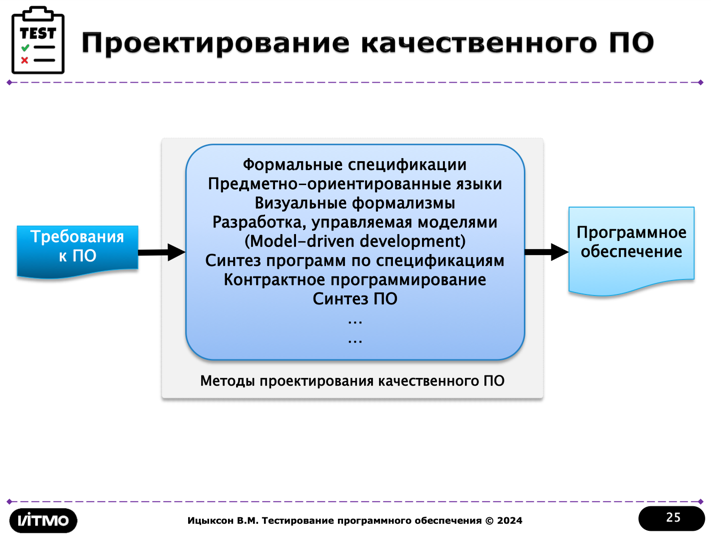 TEST
Проектирование качественного ПО
Формальные спецификации
Предметно-ориентированные языки
Визуальные формализмы
Разработка, управляемая моделями
(Model-driven development)
Синтез программ по спецификациям
Контрактное программирование
Синтез ПО
...
...
Методы проектирования качественного ПО
Требования
к ПО
Программное
обеспечение
ИТМО
Ицыксон В.М. Тестирование программного обеспечения © 2024
25